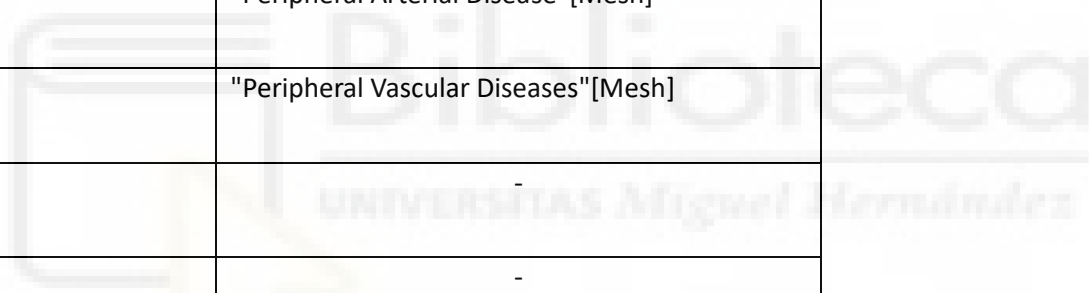 "Peripheral Arterial Disease"[Mesh]
Biblioteca
"Peripheral Vascular Diseases"[Mesh]
-
UNIVERSITAS Miguel Hernández
-